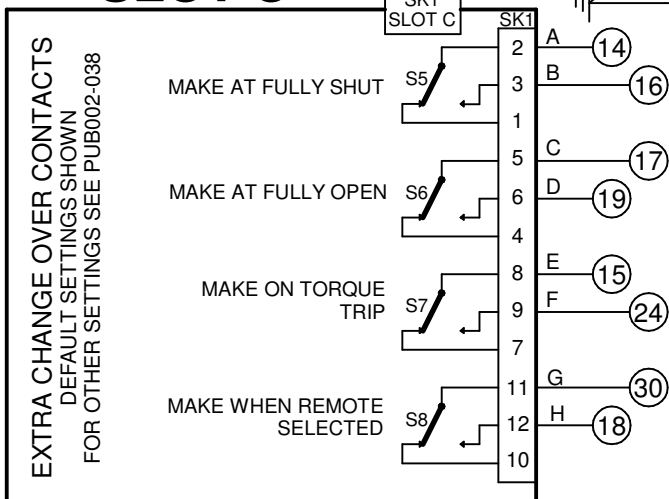 SK1
SLOT C
EXTRA CHANGE OVER CONTACTS
DEFAULT SETTINGS SHOWN
FOR OTHER SETTINGS SEE PUB002-038
SK1
MAKE AT FULLY SHUT
S5
2
A
14
3
B
16
1
MAKE AT FULLY OPEN
S6
5
C
17
6
D
19
4
MAKE ON TORQUE
TRIP
S7
8
E
15
9
F
24
7
MAKE WHEN REMOTE
SELECTED
S8
11
G
30
12
H
18
10